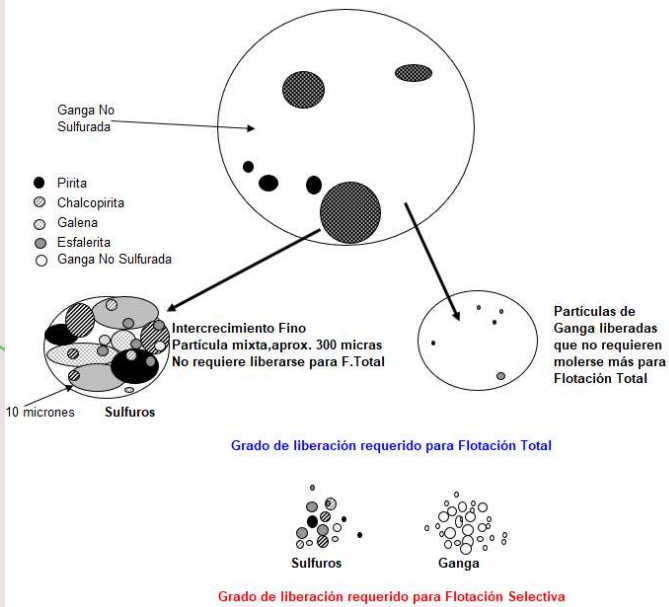 Ganga No
Sulfurada
Pirita
Chalcopirita
Galena
Esfalerita
Ganga No Sulfurada
Intercrecimiento Fino
Partícula mixta,aprox. 300 micras
No requiere liberarse para F.Total
Partículas de
Ganga liberadas
que no requieren
molerse más para
Flotación Total
10 micrones
Sulfuros
Grado de liberación requerido para Flotación Total
Sulfuros
Ganga
Grado de liberación requerido para Flotación Selectiva